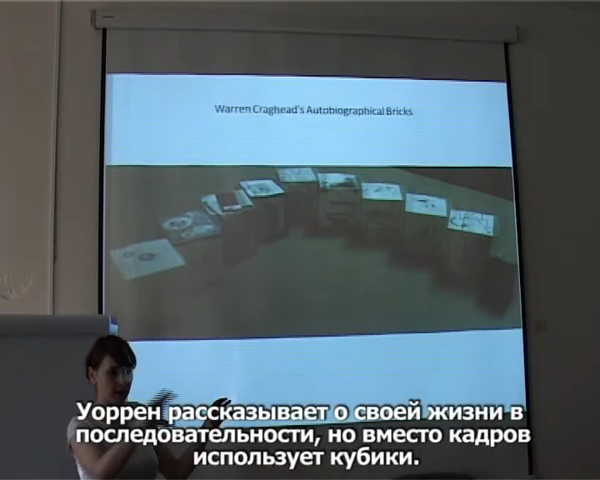 Warren Craghead's Autobiographical Bricks
Уоррен рассказывает о своей жизни в
последовательности, но вместо кадров
использует кубики.